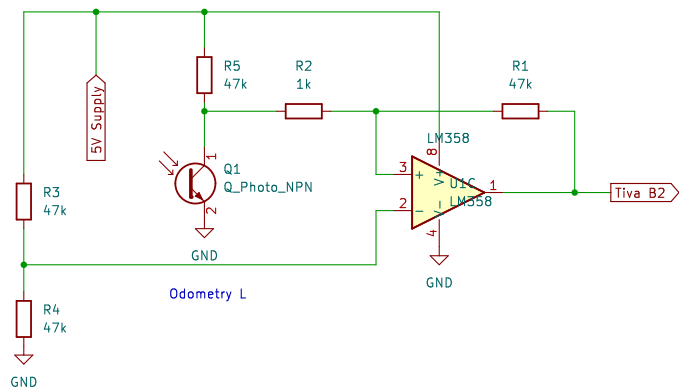 5V Supply
R5
47k
R2
1k
R1
47k
LM358
8
V+
3
+
U1C
1
Tiva B2
2
-
LM358
V-
4
GND
1
Q1
Q_Photo_NPN
2
GND
R3
47k
Odometry L
R4
47k
GND